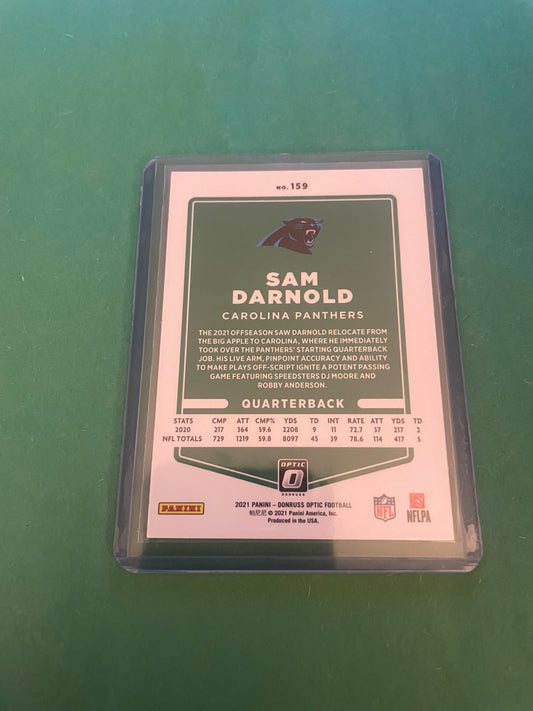 NO. 159
SAM
DARNOLD
CAROLINA PANTHERS
THE 2021 OFFSEASON SAW DARNOLD RELOCATE FROM
THE BIG APPLE TO CAROLINA, WHERE HE IMMEDIATELY
TOOK OVER THE PANTHERS' STARTING QUARTERBACK
JOB. HIS LIVE ARM, PINPOINT ACCURACY AND ABILITY
TO MAKE PLAYS OFF-SCRIPT IGNITE A POTENT PASSING
GAME FEATURING SPEEDSTERS DJ MOORE AND
ROBBY ANDERSON.
QUARTERBACK
STATS CMP ATT CMP% YDS TD INT RATE ATT YDS TD
2020 217 364 59.6 2208 9 11 72.7 37 217 2
NFL TOTALS 729 1219 59.8 8097 45 39 78.6 114 417 5
OPTIC
DONRUSS
PANINI
2021 PANINI – DONRUSS OPTIC FOOTBALL
帕尼尼 © 2021 Panini America, Inc.
Produced in the USA.
NFL
NFLPA